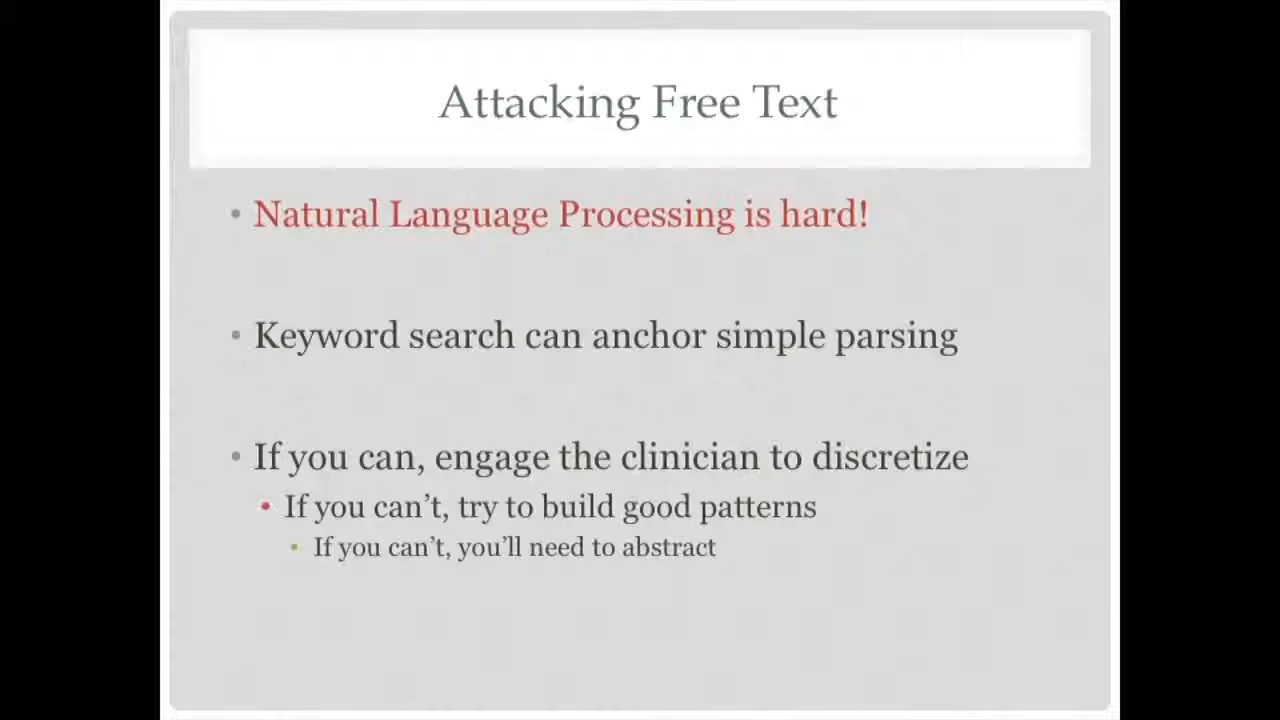 Attacking Free Text
• Natural Language Processing is hard!
• Keyword search can anchor simple parsing
• If you can, engage the clinician to discretize
• If you can’t, try to build good patterns
• If you can’t, you’ll need to abstract